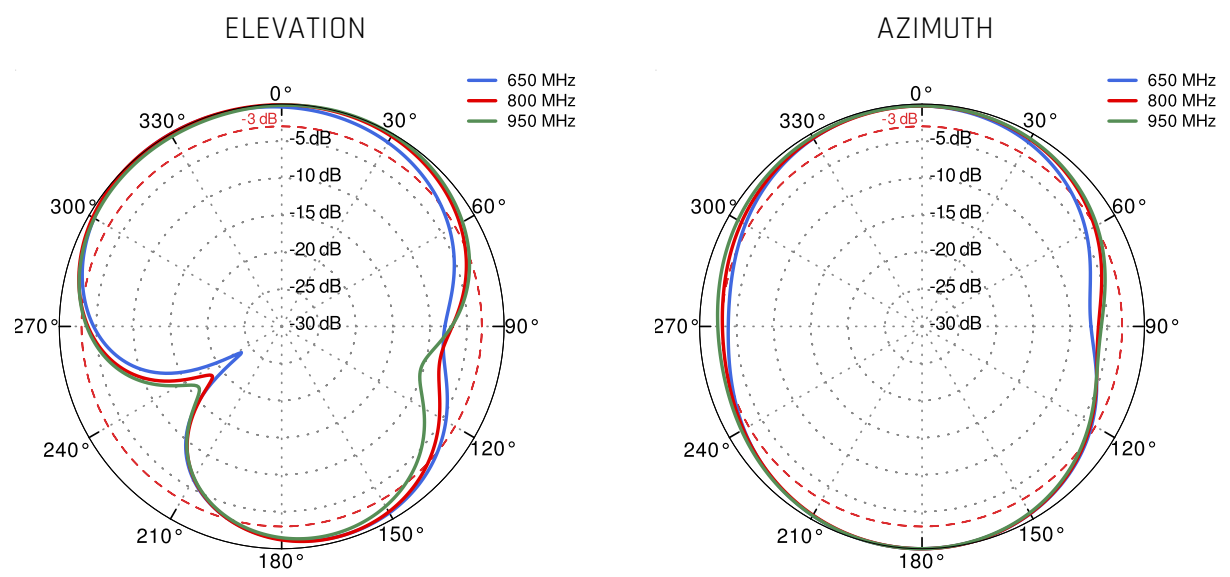 ELEVATION
650 MHz
800 MHz
950 MHz
0°
330°
-3 dB
30°
-5 dB
-10 dB
300°
60°
-15 dB
-20 dB
-25 dB
270°
-30 dB
90°
240°
120°
210°
150°
180°
AZIMUTH
650 MHz
800 MHz
950 MHz
0°
330°
-3 dB
30°
-5 dB
-10 dB
300°
60°
-15 dB
-20 dB
-25 dB
270°
-30 dB
90°
240°
120°
210°
150°
180°